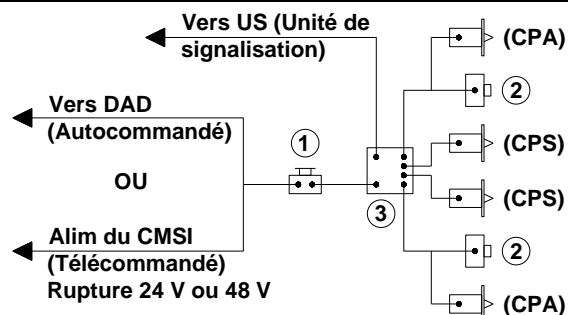 Vers US (Unité de
signalisation)
(CPA)
2
Vers DAD
(Autocommandé)
1
(CPS)
OU
3
(CPS)
Alim du CMSI
(Télécommandé)
Rupture 24 V ou 48 V
2
(CPA)